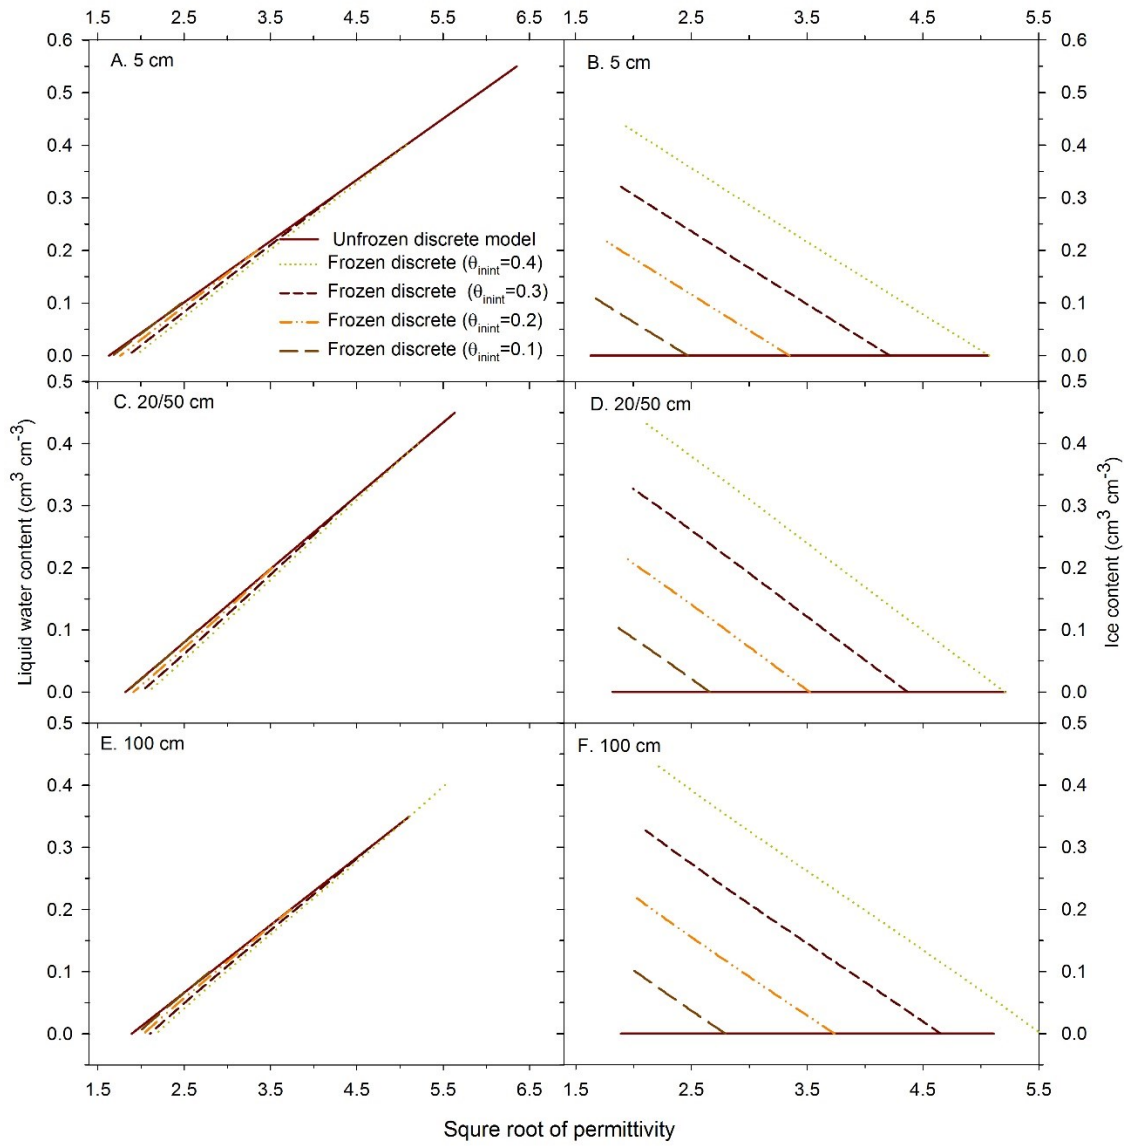 1.5 2.5 3.5 4.5 5.5 6.5 1.5 2.5 3.5 4.5 5.5
0.6 A. 5 cm B. 5 cm 0.6
0.5 0.5
0.4 0.4
0.3 0.3
Unfrozen discrete model
0.2 Frozen discrete (θinint=0.4) 0.2
Frozen discrete (θinint=0.3)
0.1 Frozen discrete (θinint=0.2) 0.1
0.0 Frozen discrete (θinint=0.1) 0.0
0.5 C. 20/50 cm D. 20/50 cm 0.5
0.4 0.4
0.3 0.3
0.2 0.2
0.1 0.1
0.0 0.0
Liquid water content (cm3 cm-3)
Ice content (cm3 cm-3)
0.5 E. 100 cm F. 100 cm 0.5
0.4 0.4
0.3 0.3
0.2 0.2
0.1 0.1
0.0 0.0
1.5 2.5 3.5 4.5 5.5 6.5 1.5 2.5 3.5 4.5 5.5
Squre root of permittivity